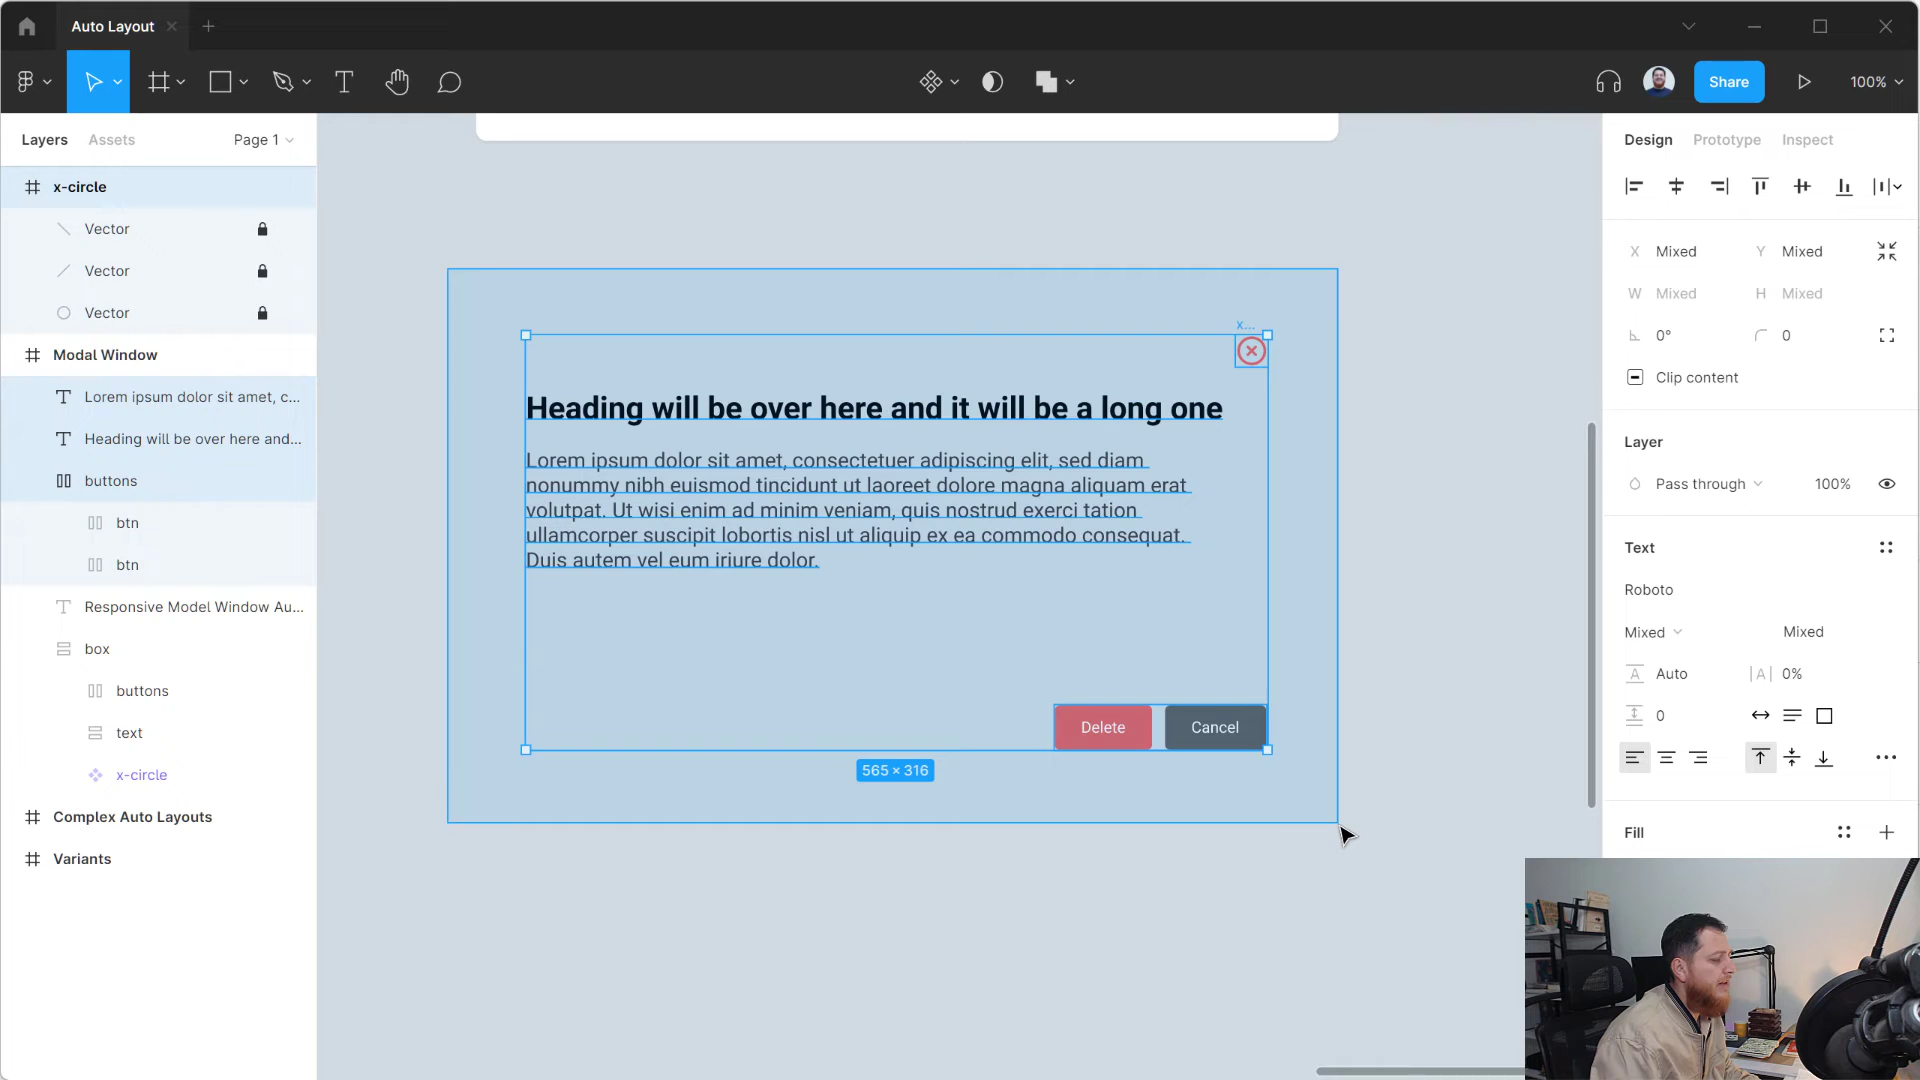 Auto Layout
Share
100%
Layers
Assets
Page 1
x-circle
Vector
Vector
Vector
Modal Window
Lorem ipsum dolor sit amet, c...
Heading will be over here and...
buttons
btn
btn
Responsive Model Window Au...
box
buttons
text
x-circle
Complex Auto Layouts
Variants
x...
Heading will be over here and it will be a long one
Lorem ipsum dolor sit amet, consectetuer adipiscing elit, sed diam
nonummy nibh euismod tincidunt ut laoreet dolore magna aliquam erat
volutpat. Ut wisi enim ad minim veniam, quis nostrud exerci tation
ullamcorper suscipit lobortis nisl ut aliquip ex ea commodo consequat.
Duis autem vel eum iriure dolor.
Delete
Cancel
565 × 316
Design
Prototype
Inspect
X Mixed
Y Mixed
W Mixed
H Mixed
0°
0
Clip content
Layer
Pass through
100%
Text
Roboto
Mixed
Mixed
A Auto
|A| 0%
0
Fill